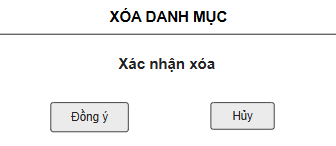 XÓA DANH MỤC
Xác nhận xóa
Đồng ý Hủy